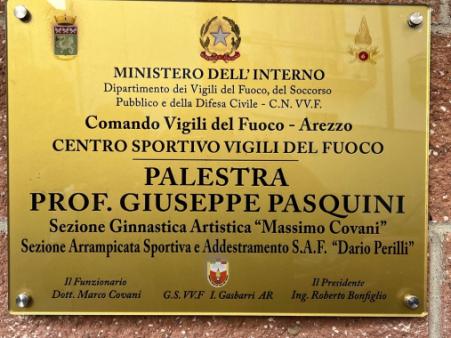 MINISTERO DELL'INTERNO
Dipartimento dei Vigili del Fuoco, del Soccorso
Pubblico e della Difesa Civile - C.N. VV.F.
Comando Vigili del Fuoco - Arezzo
CENTRO SPORTIVO VIGILI DEL FUOCO
PALESTRA
PROF. GIUSEPPE PASQUINI
Sezione Ginnastica Artistica "Massimo Covani"
Sezione Arrampicata Sportiva e Addestramento S.A.F. "Dario Perilli"
Il Funzionario
Dott. Marco Covani
G.S. VV.F I. Gasbarri AR
Il Presidente
Ing. Roberto Bonfiglio